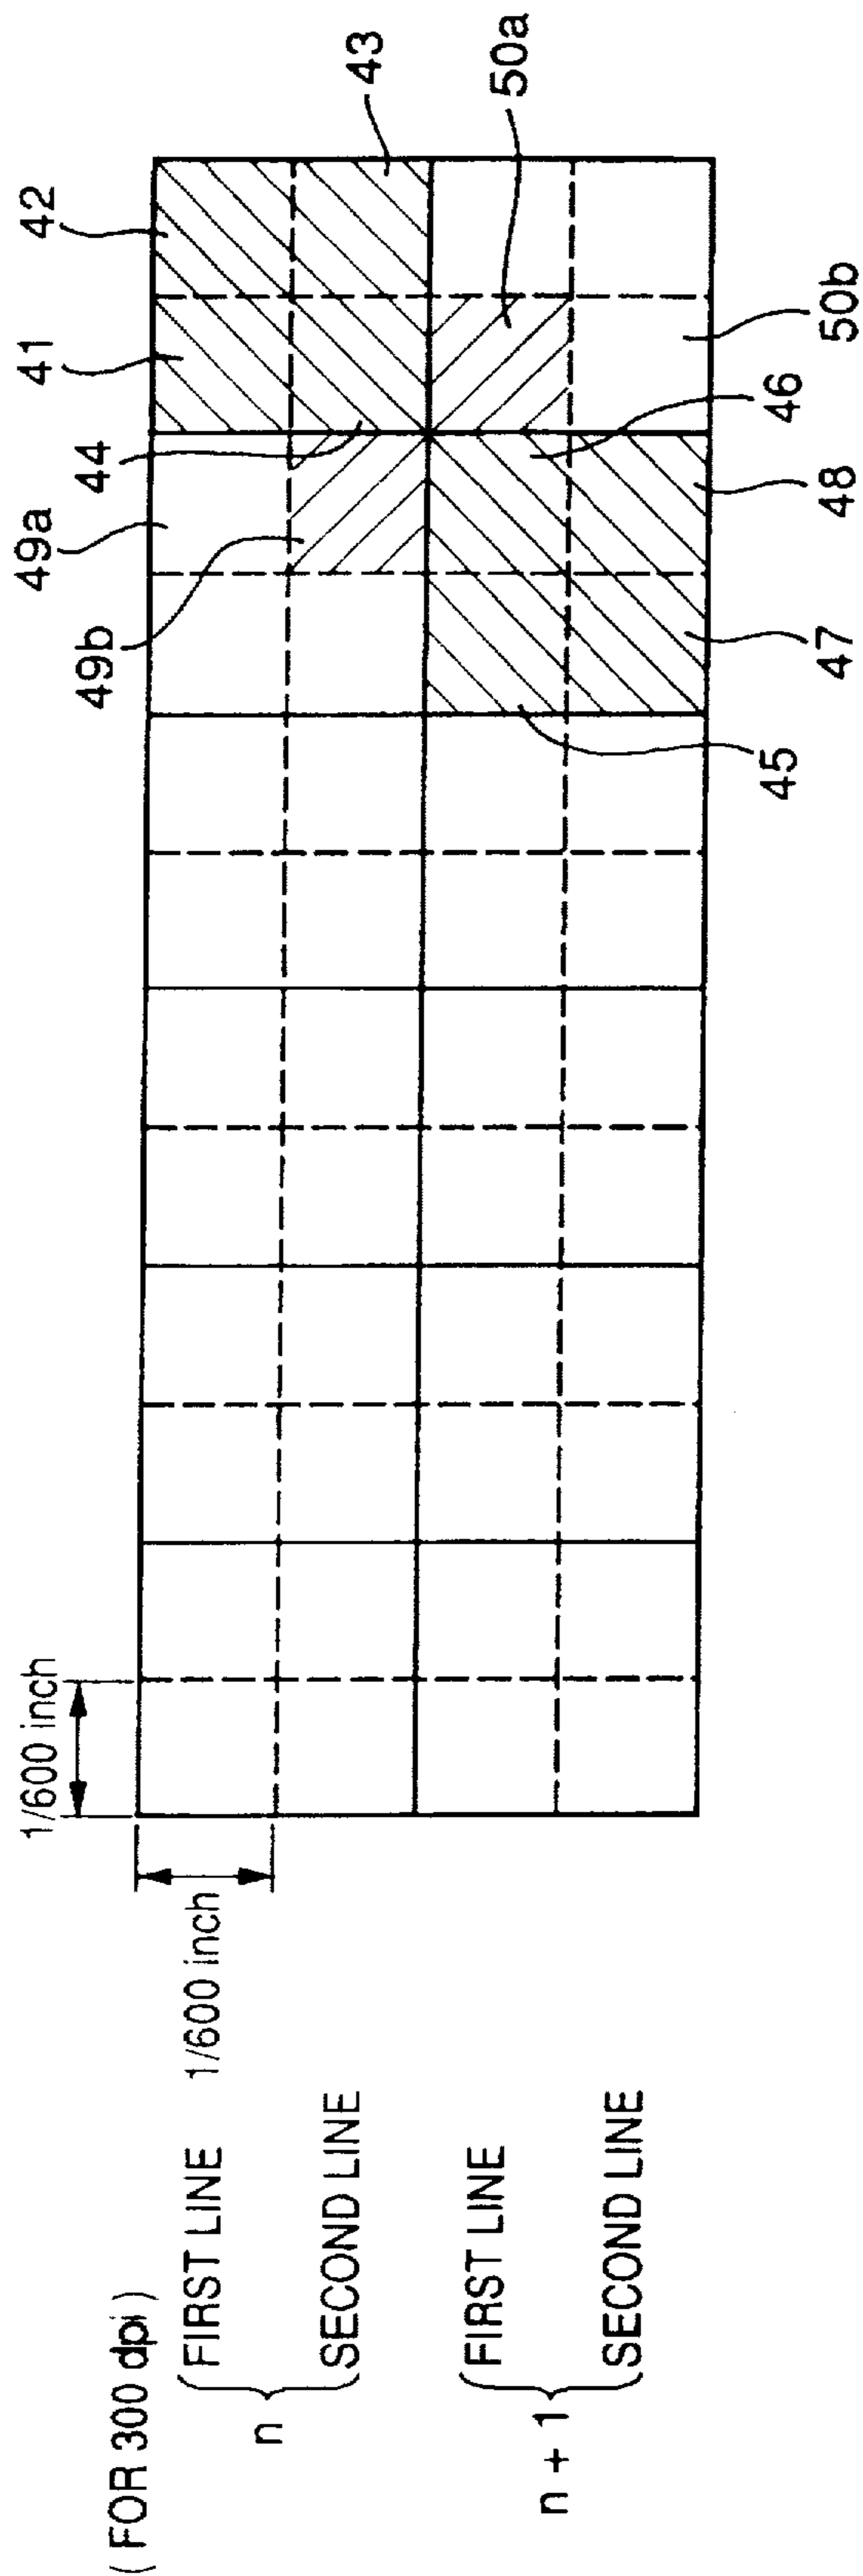 ( FOR 300 dpi )
n
FIRST LINE
SECOND LINE
n + 1
FIRST LINE
SECOND LINE
1/600 inch
1/600 inch
49a
49b
41
42
43
44
50a
45
46
47
48
50b